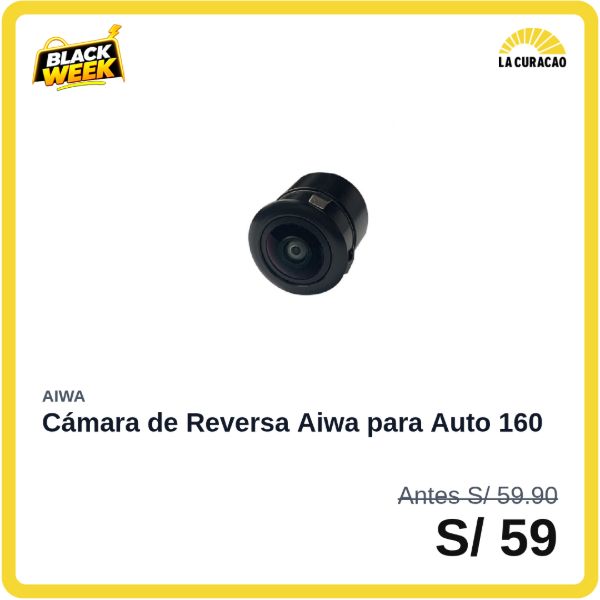 BLACK
WEEK
LA CURACAO
AIWA
Cámara de Reversa Aiwa para Auto 160
Antes S/ 59.90
S/ 59